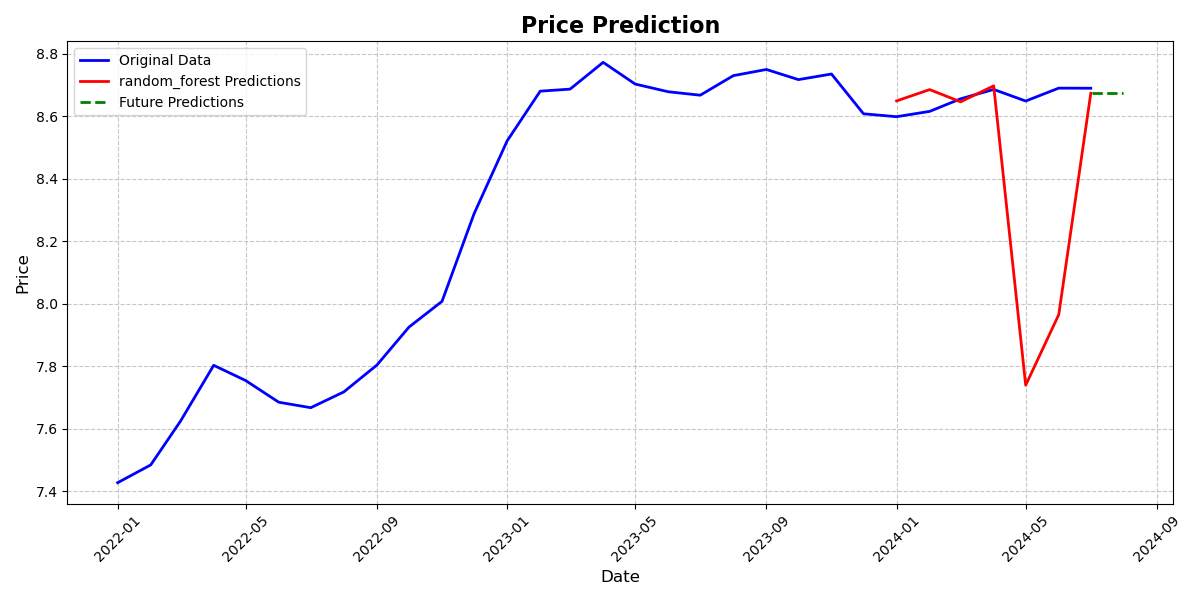 Price Prediction
Original Data
random_forest Predictions
Future Predictions
Price
8.8
8.6
8.4
8.2
8.0
7.8
7.6
7.4
2022-01
2022-05
2022-09
2023-01
2023-05
2023-09
2024-01
2024-05
2024-09
Date